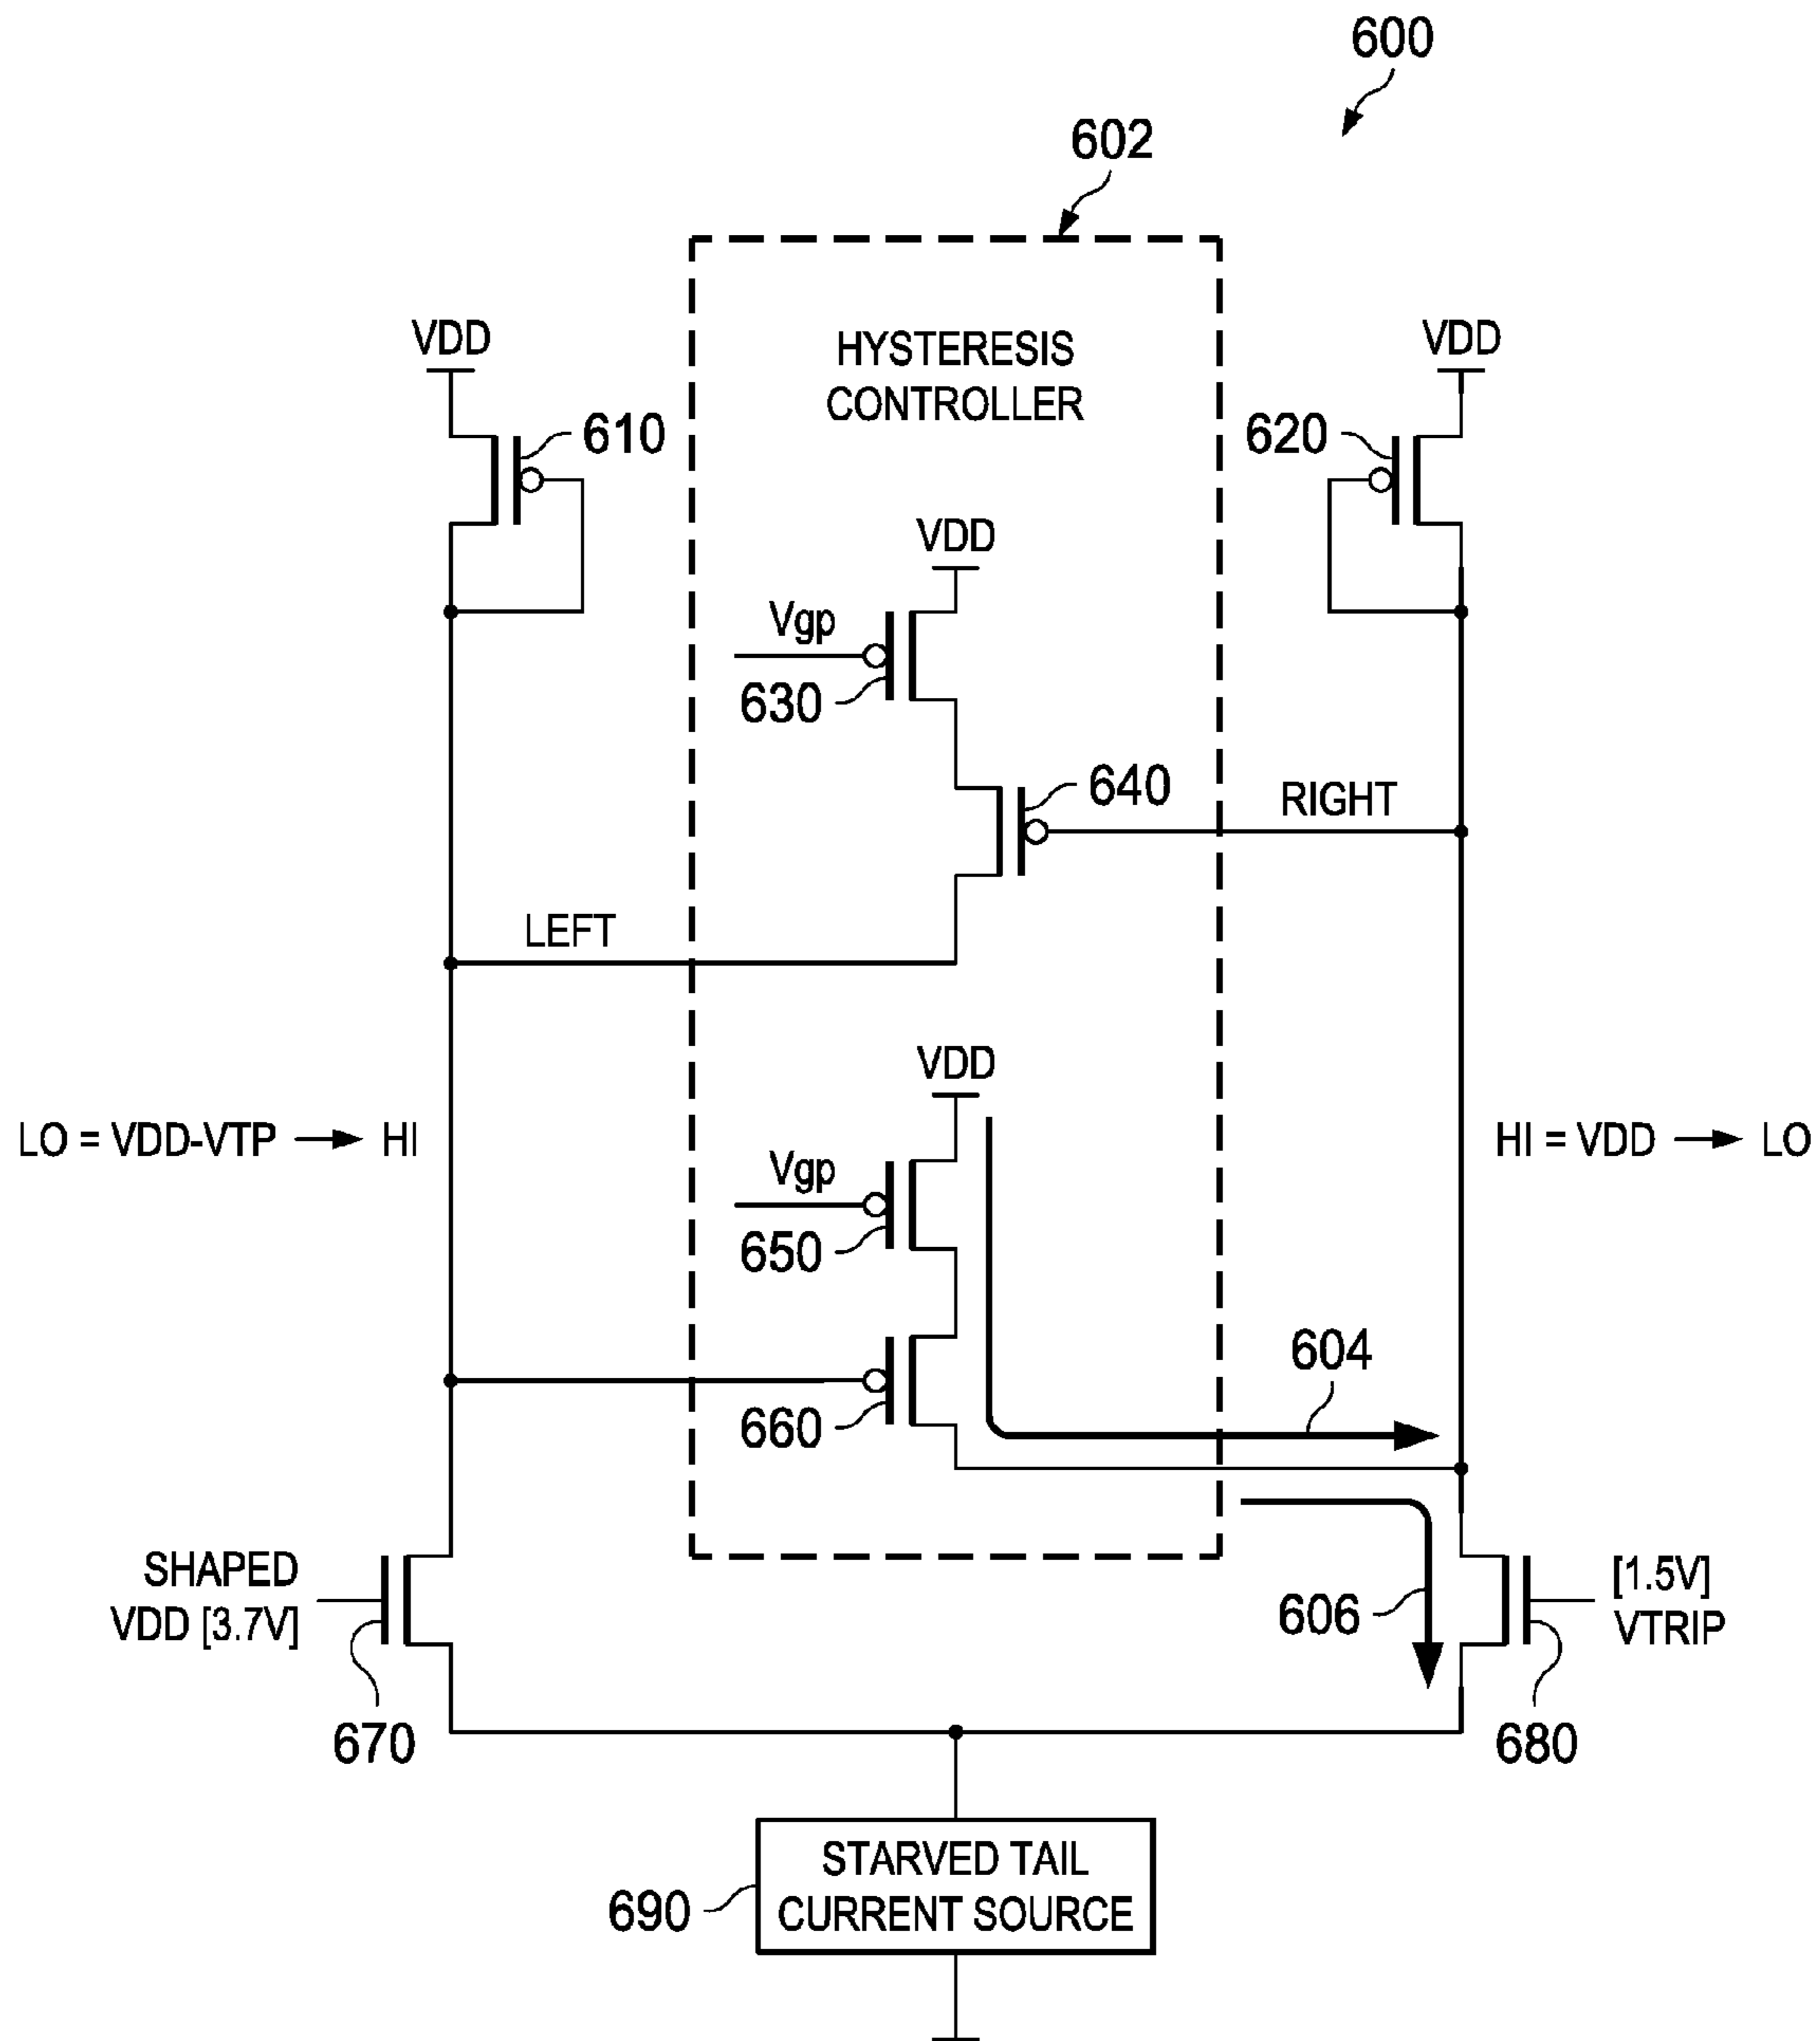 600
602
VDD
HYSTERESIS
CONTROLLER
VDD
610
620
VDD
Vgp
630
640
RIGHT
LEFT
VDD
LO = VDD-VTP → HI
HI = VDD → LO
Vgp
650
604
660
SHAPED
VDD [3.7V]
606
[1.5V]
VTRIP
670
680
STARVED TAIL
CURRENT SOURCE
690